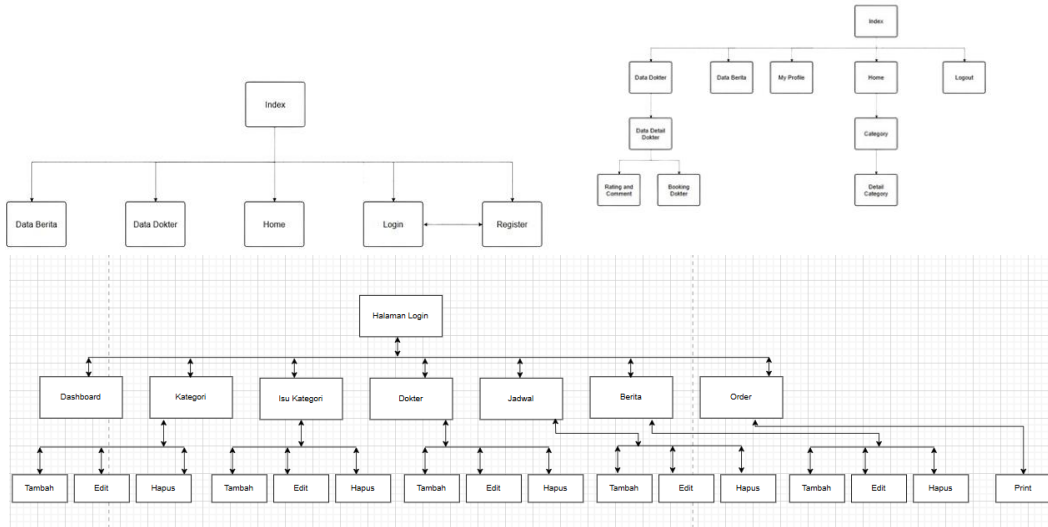 Index
Data Berita
Data Dokter
Home
Login
Register
Index
Data Dokter
Data Berita
My Profile
Home
Logout
Data Detail
Dokter
Category
Rating and
Comment
Booking
Dokter
Detail
Category
Halaman Login
Dashboard
Kategori
Isu Kategori
Dokter
Jadwal
Berita
Order
Tambah
Edit
Hapus
Tambah
Edit
Hapus
Tambah
Edit
Hapus
Tambah
Edit
Hapus
Tambah
Edit
Hapus
Print